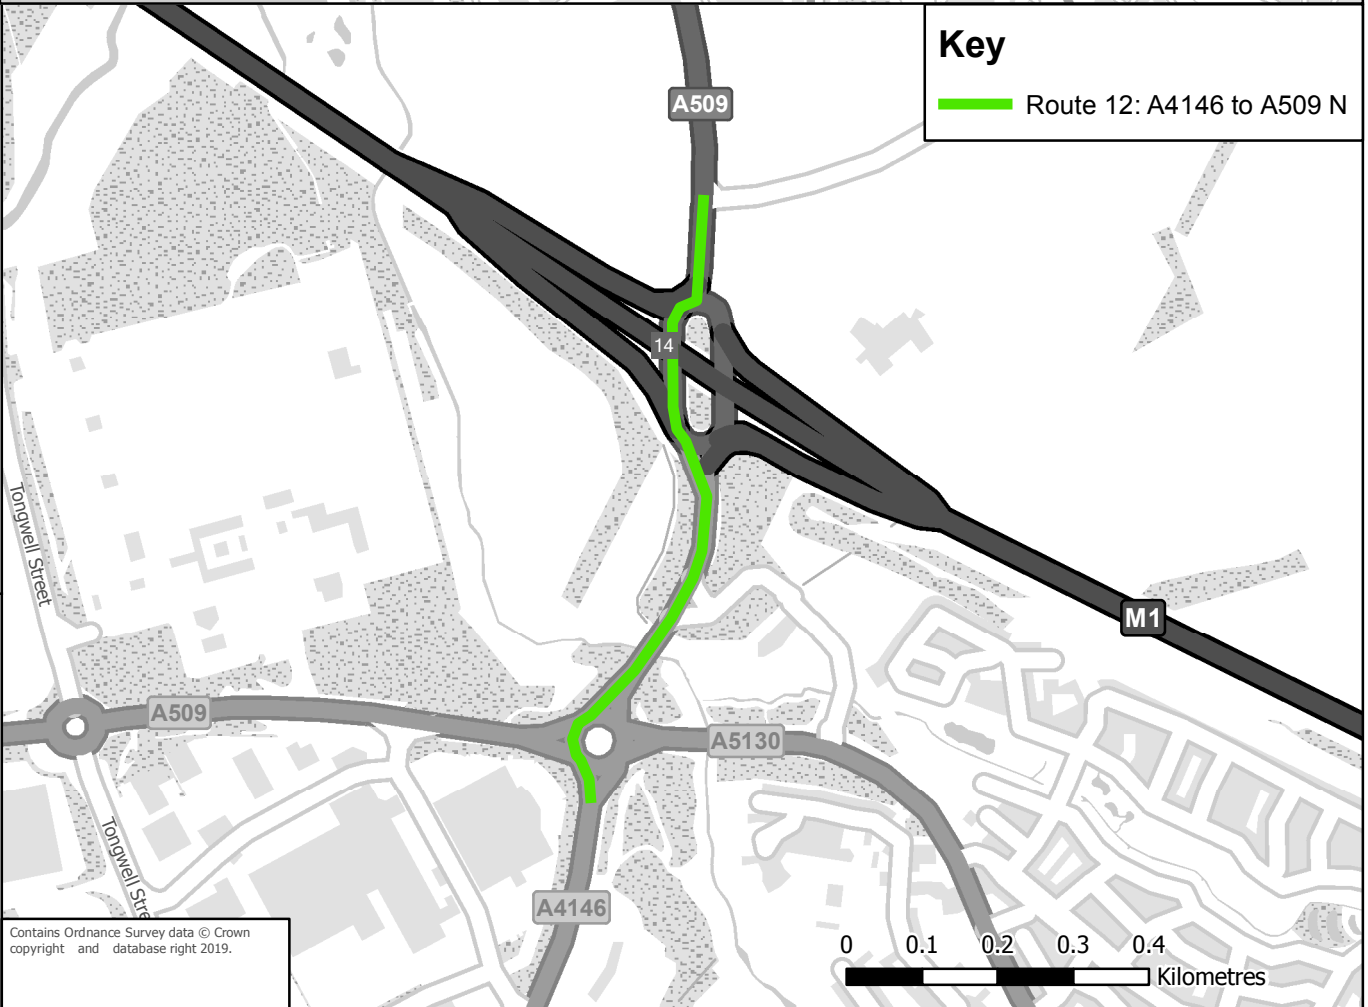 Key
Route 12: A4146 to A509 N
A509
14
M1
Tongwell Street
A509
A5130
Tongwell Stre
A4146
Contains Ordnance Survey data © Crown
copyright and database right 2019.
0 0.1 0.2 0.3 0.4
Kilometres